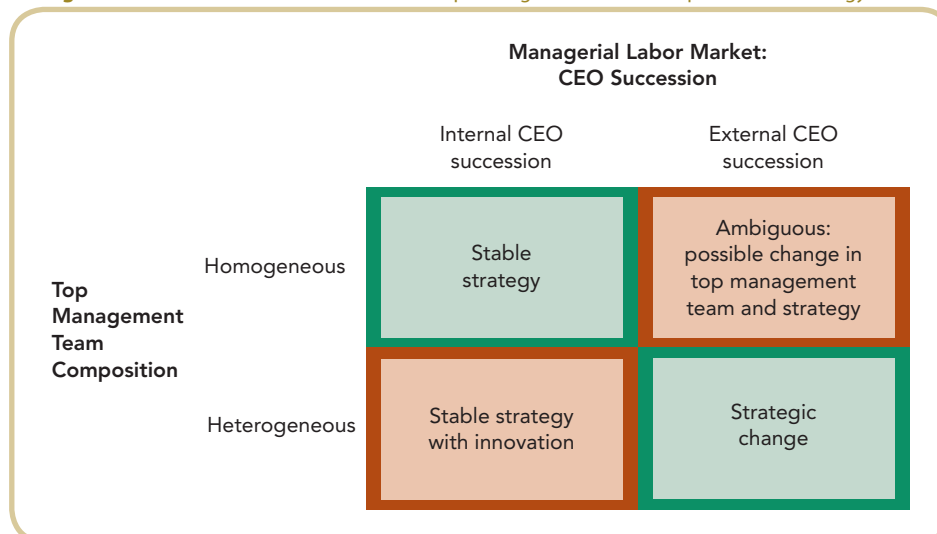 Managerial Labor Market:
CEO Succession
Internal CEO
succession
External CEO
succession
Homogeneous
Stable
strategy
Ambiguous:
possible change in
top management
team and strategy
Top
Management
Team
Composition
Heterogeneous
Stable strategy
with innovation
Strategic
change